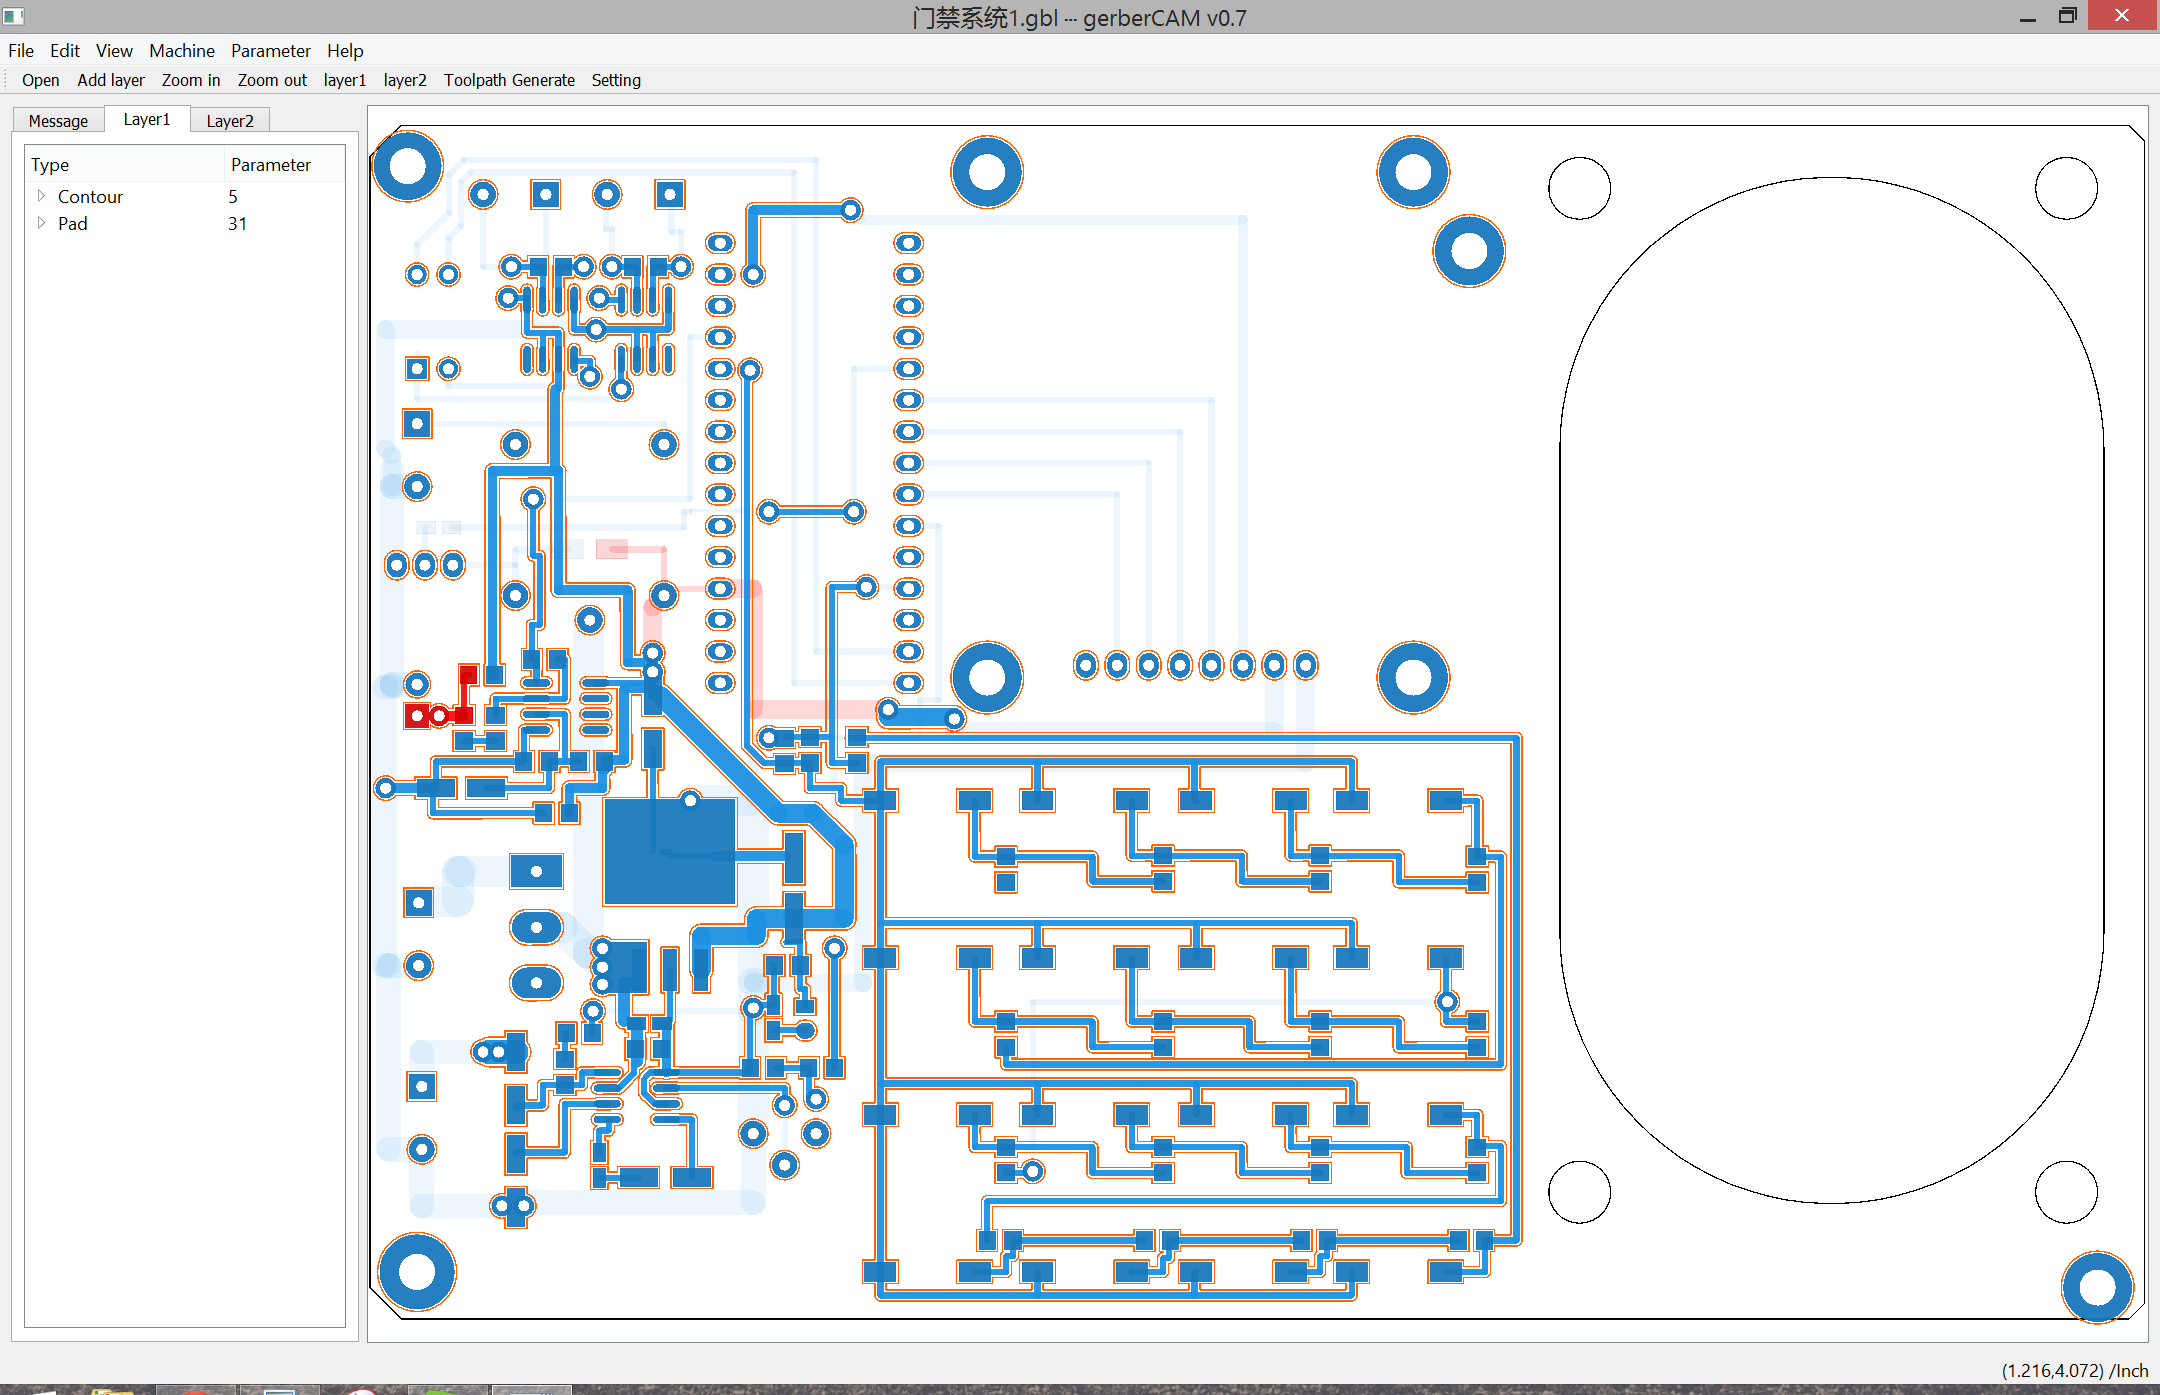 门禁系统1.gbl --- gerberCAM v0.7
File Edit View Machine Parameter Help
Open Add layer Zoom in Zoom out layer1 layer2 Toolpath Generate Setting
Message Layer1 Layer2
Type Parameter
Contour 5
Pad 31
(1.216,4.072) /Inch